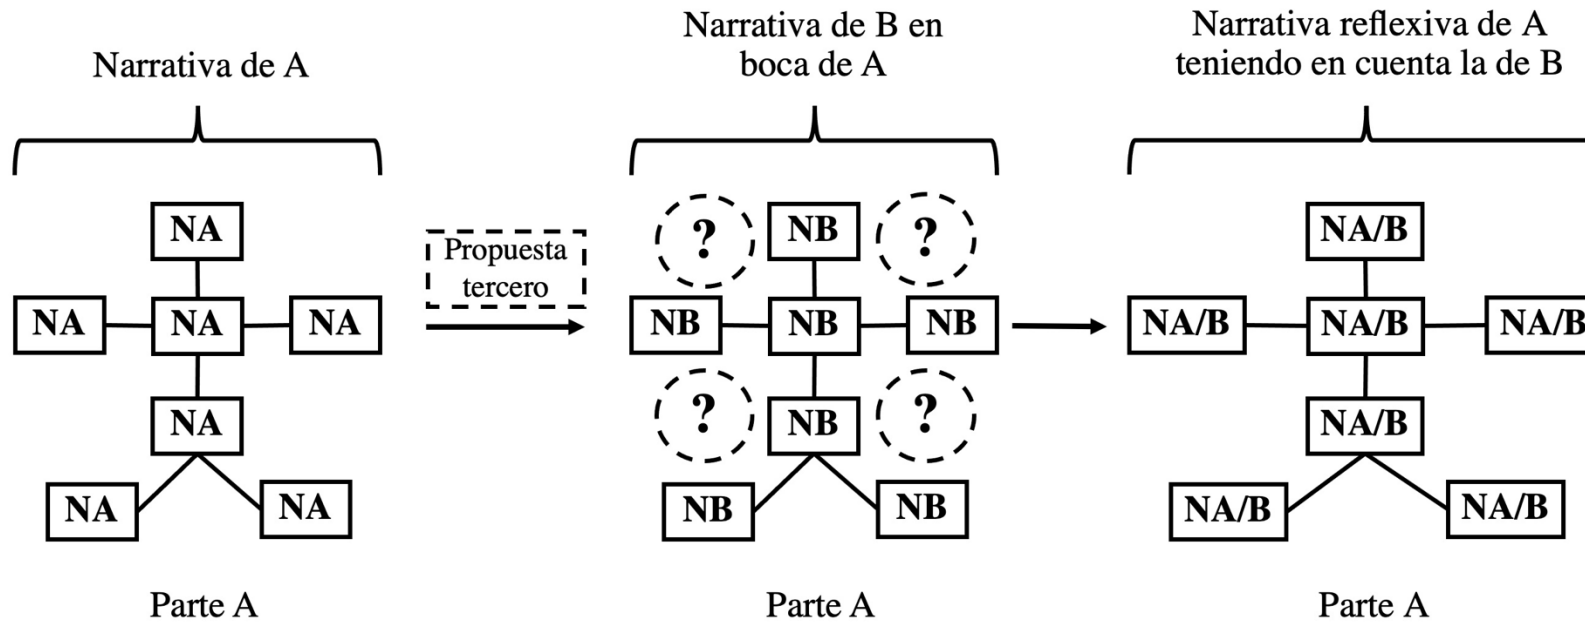 Narrativa de A
NA
NA
NA
NA
NA
NA
NA
Parte A
Propuesta
tercero
Narrativa de B en
boca de A
?
NB
?
NB
NB
NB
?
NB
?
NB
NB
Parte A
Narrativa reflexiva de A
teniendo en cuenta la de B
NA/B
NA/B
NA/B
NA/B
NA/B
NA/B
NA/B
Parte A